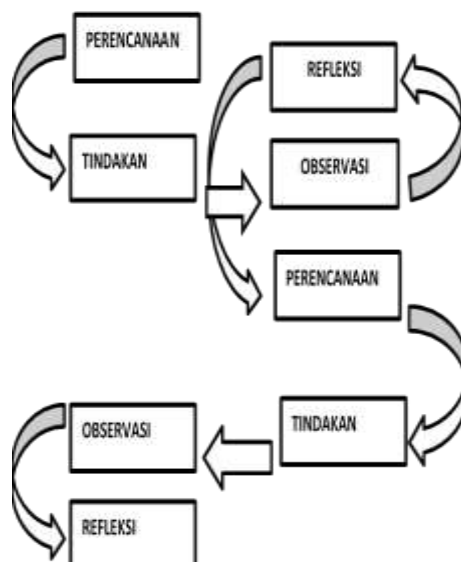 PERENCANAAN
REFLEKSI
TINDAKAN
OBSERVASI
PERENCANAAN
TINDAKAN
OBSERVASI
REFLEKSI